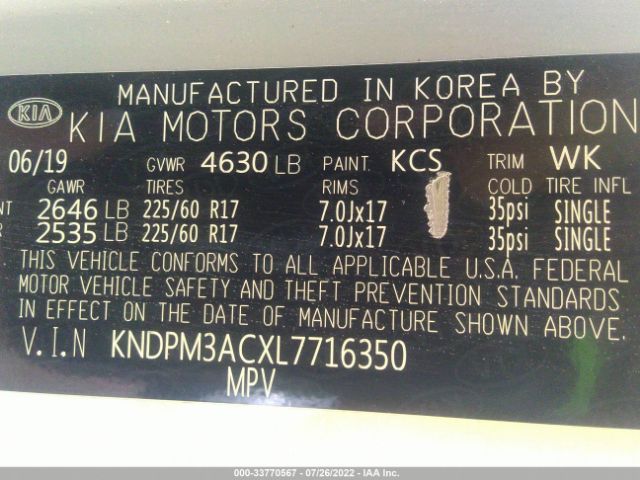 MANUFACTURED IN KOREA BY
KIA KIA MOTORS CORPORATION
06/19 GVWR 4630 LB PAINT. KCS TRIM WK
GAWR TIRES RIMS COLD TIRE INFL
NT 2646 LB 225/60 R17 7.0Jx17 35psi SINGLE
R 2535 LB 225/60 R17 7.0Jx17 35psi SINGLE
THIS VEHICLE CONFORMS TO ALL APPLICABLE U.S.A. FEDERAL
MOTOR VEHICLE SAFETY AND THEFT PREVENTION STANDARDS
IN EFFECT ON THE DATE OF MANUFACTURE SHOWN ABOVE.
V.I.N KNDPM3ACXL7716350
MPV
000-33770567 - 07/26/2022 - IAA Inc.